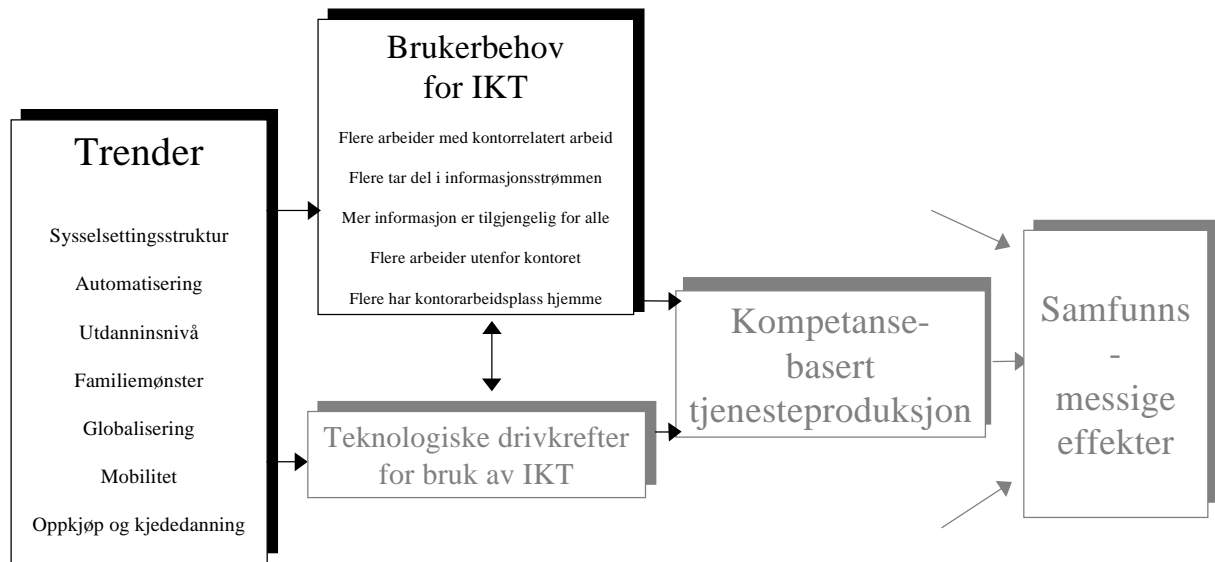 Trender
Sysselsettingsstruktur
Automatisering
Utdanninsnivå
Familiemønster
Globalisering
Mobilitet
Oppkjøp og kjededanning
Brukerbehov
for IKT
Flere arbeider med kontorrelatert arbeid
Flere tar del i informasjonsstrømmen
Mer informasjon er tilgjengelig for alle
Flere arbeider utenfor kontoret
Flere har kontorarbeidsplass hjemme
Teknologiske drivkrefter
for bruk av IKT
Kompetanse-
basert
tjenesteproduksjon
Samfunns
-
messige
effekter